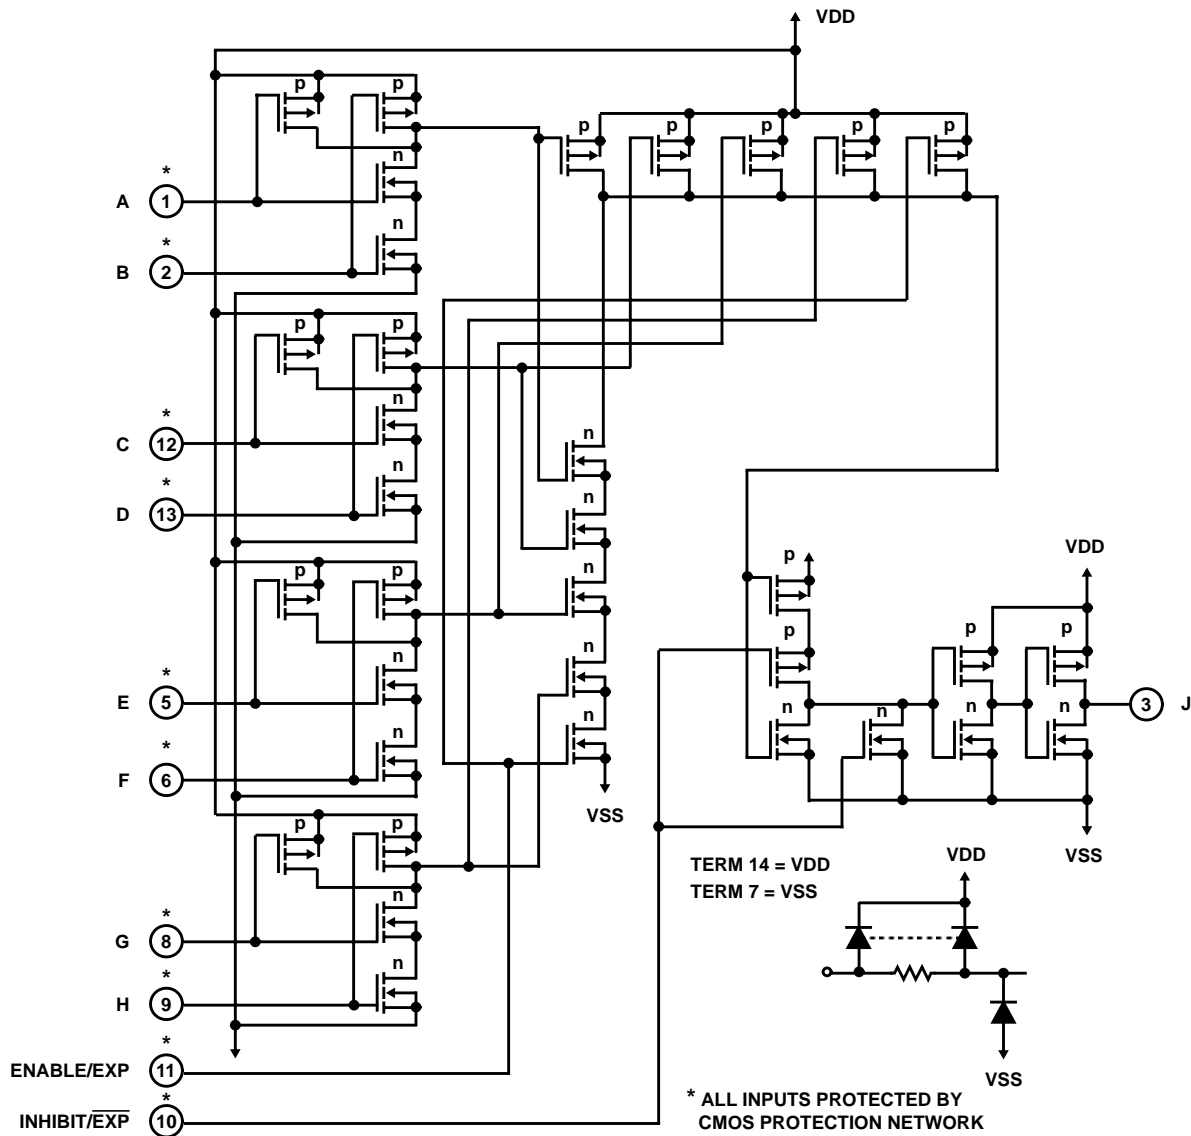 VDD
p
p
p
p
p
p
p
n
*
A 1
n
*
B 2
p
p
n
*
C 12
n
n
*
D 13
n
p
p
n
p
VDD
n
p
p
p
*
E 5
n
n
n
n
n
3 J
*
F 6
n
p
p
VSS
VSS
TERM 14 = VDD
TERM 7 = VSS
VDD
n
*
G 8
n
*
H 9
*
ENABLE/EXP 11
VSS
*
INHIBIT/E̅X̅P̅ 10
* ALL INPUTS PROTECTED BY
CMOS PROTECTION NETWORK